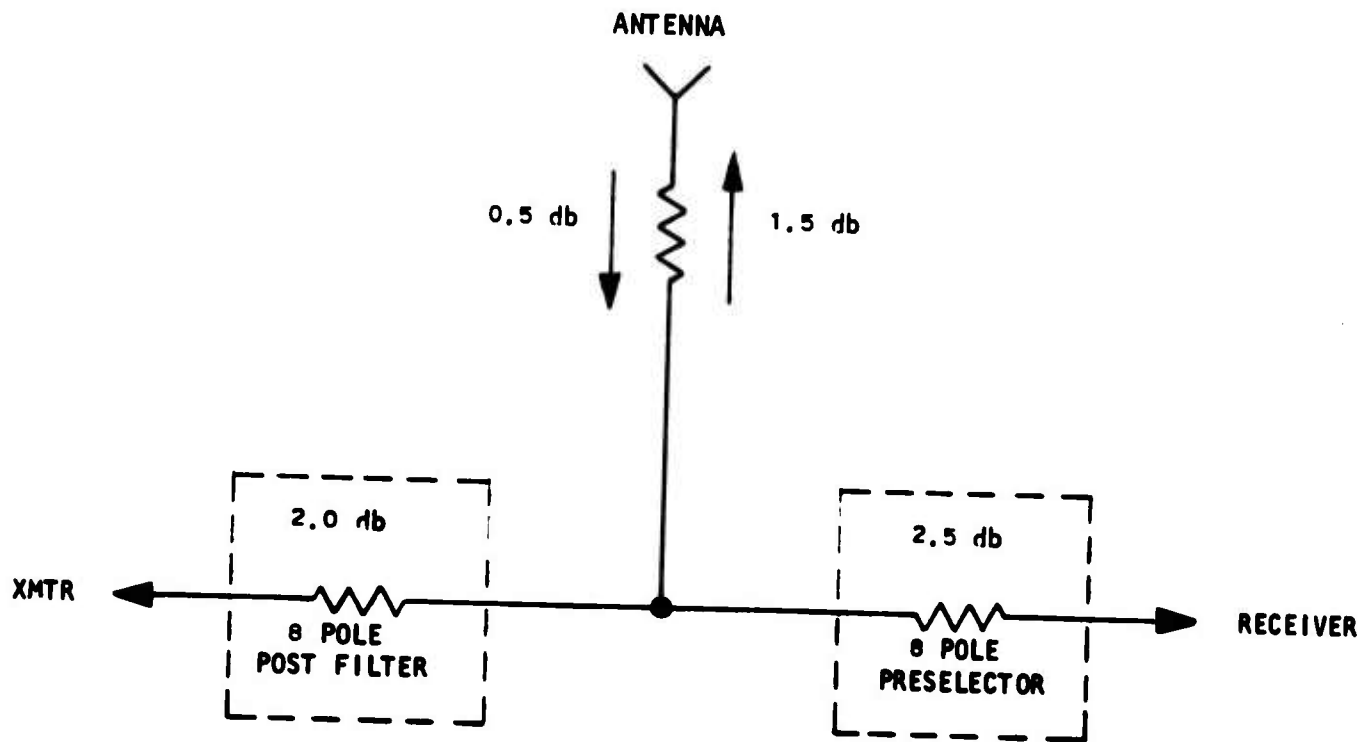 ANTENNA
0.5 db
1.5 db
2.0 db
2.5 db
XMTR
8 POLE
POST FILTER
8 POLE
PRESELECTOR
RECEIVER